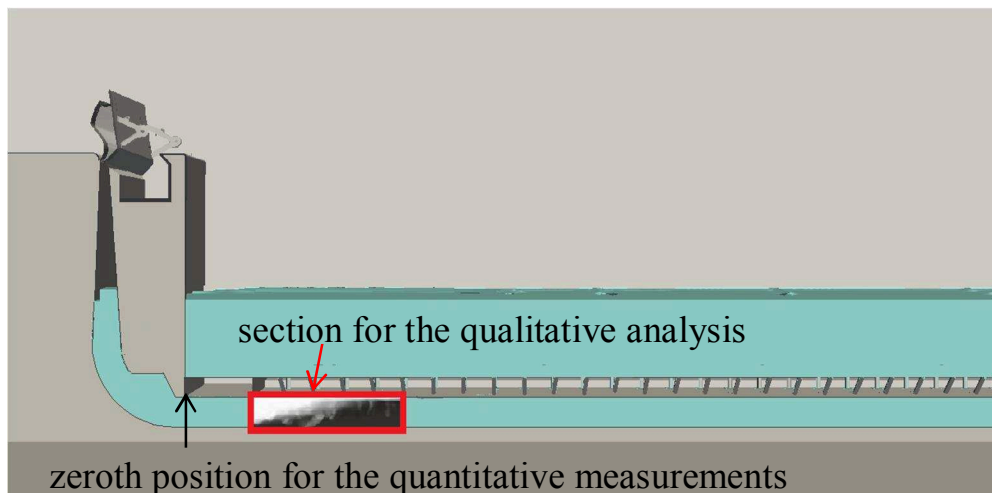 section for the qualitative analysis
zeroth position for the quantitative measurements